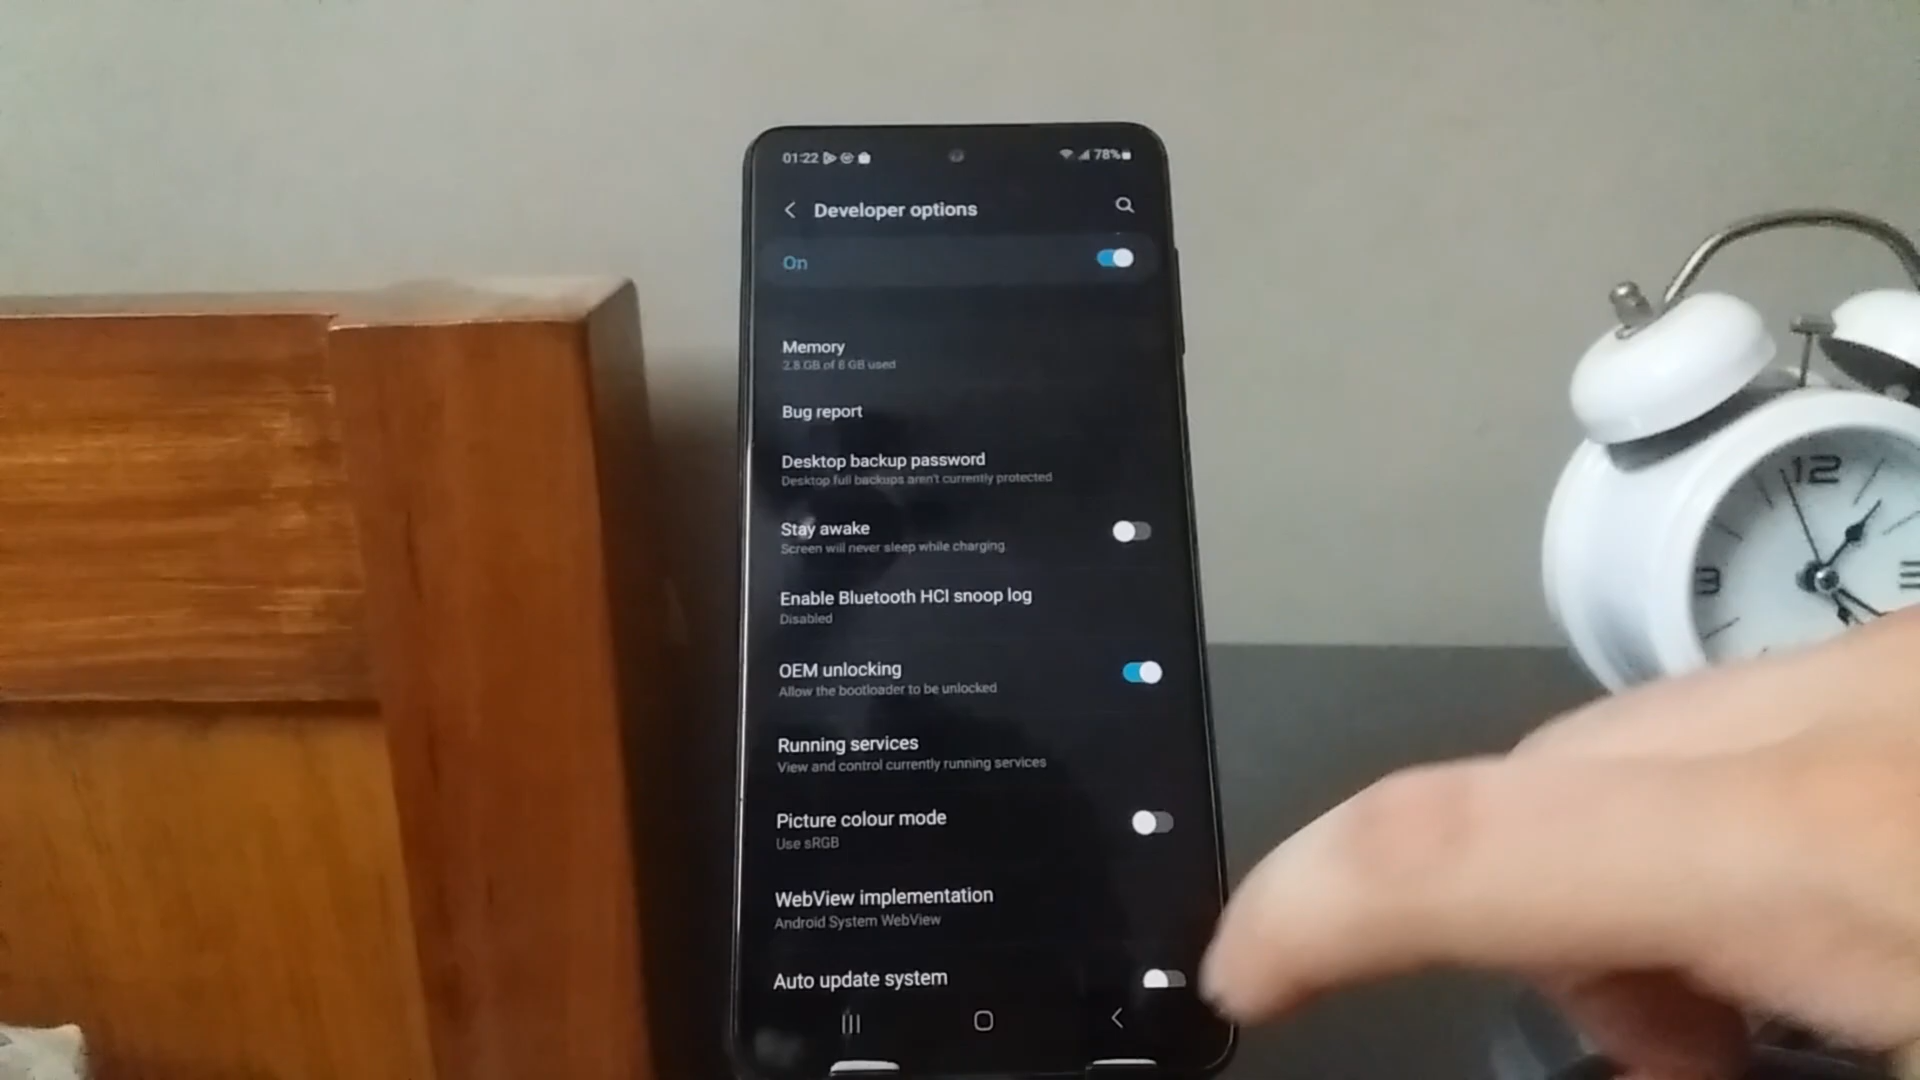 01:22
78%
Developer options
On
Memory
2.8 GB of 6 GB used
Bug report
Desktop backup password
Desktop full backups aren't currently protected
Stay awake
Screen will never sleep while charging
Enable Bluetooth HCI snoop log
Disabled
OEM unlocking
Allow the bootloader to be unlocked
Running services
View and control currently running services
Picture colour mode
Use sRGB
WebView implementation
Android System WebView
Auto update system
12